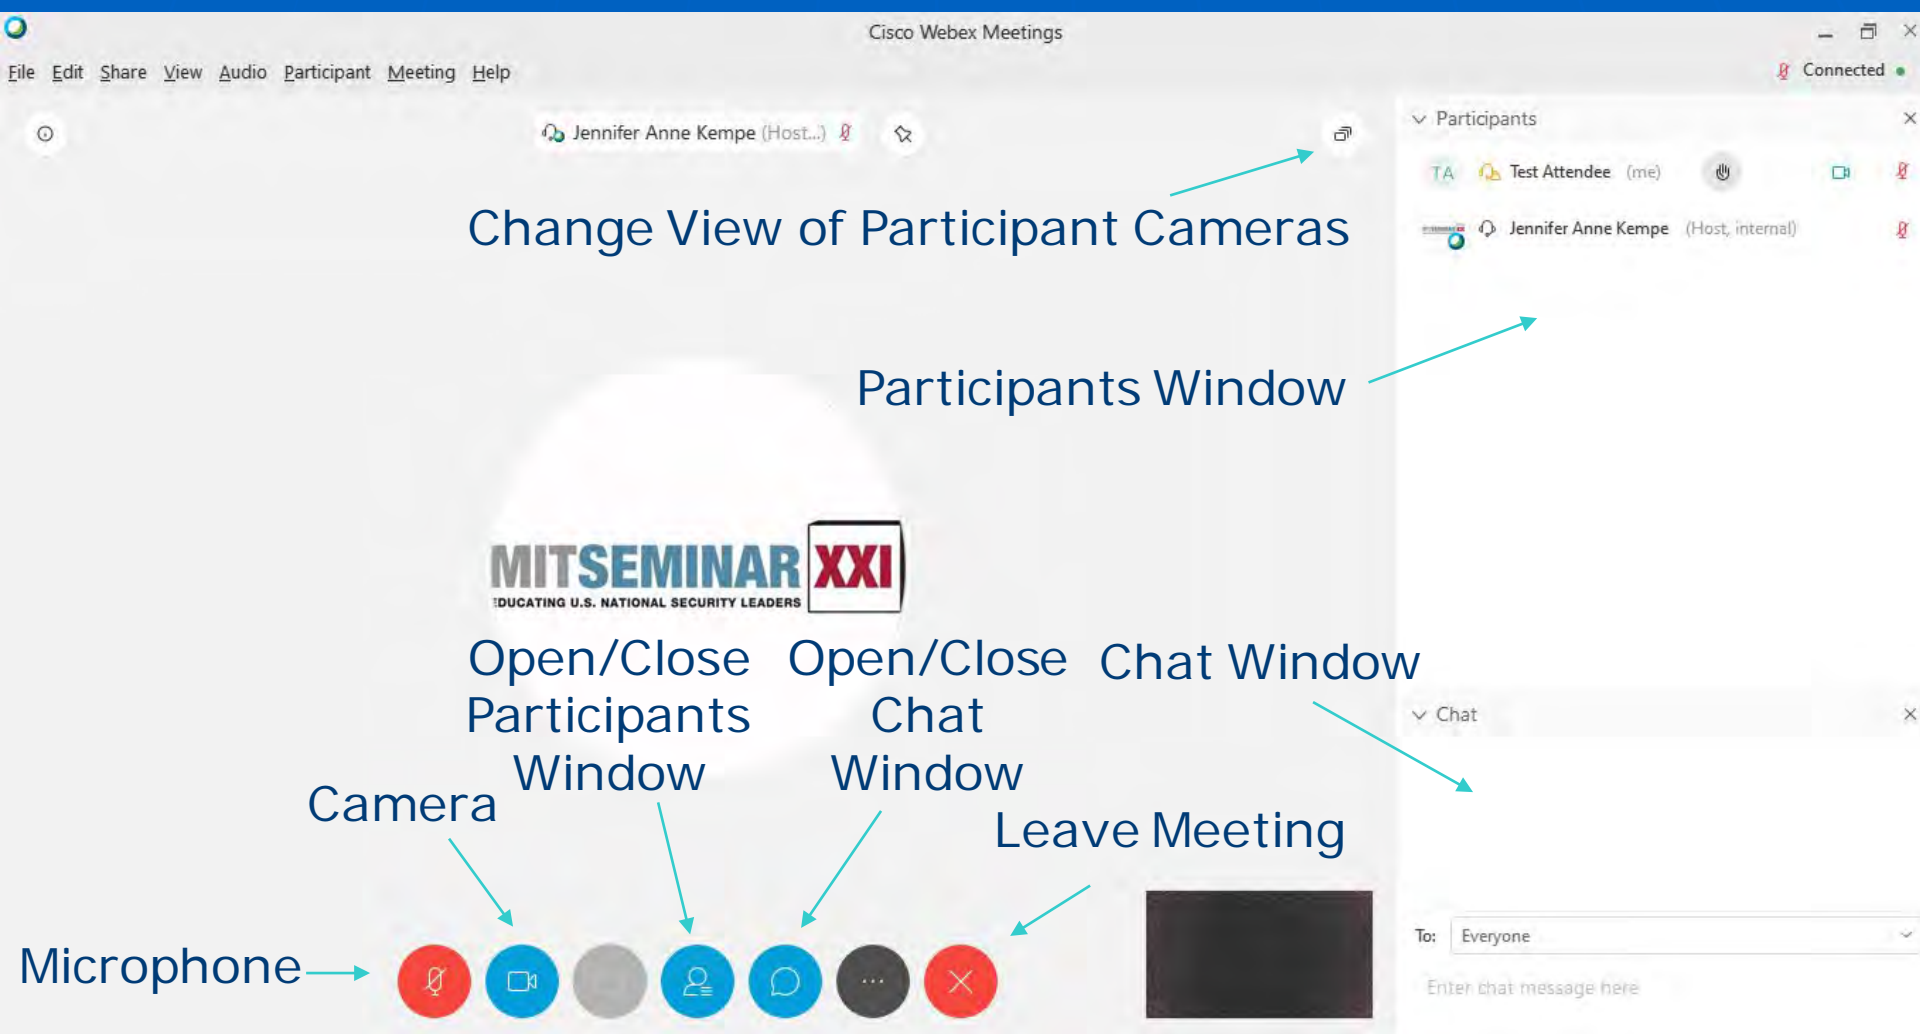 Cisco Webex Meetings
File Edit Share View Audio Participant Meeting Help
Connected
Jennifer Anne Kempe (Host...)
Participants
TA Test Attendee (me)
Jennifer Anne Kempe (Host, internal)
Change View of Participant Cameras
Participants Window
MITSEMINAR XXI
EDUCATING U.S. NATIONAL SECURITY LEADERS
Open/Close
Participants
Window
Open/Close
Chat
Window
Chat Window
Chat
Camera
Leave Meeting
Microphone
To: Everyone
Enter chat message here